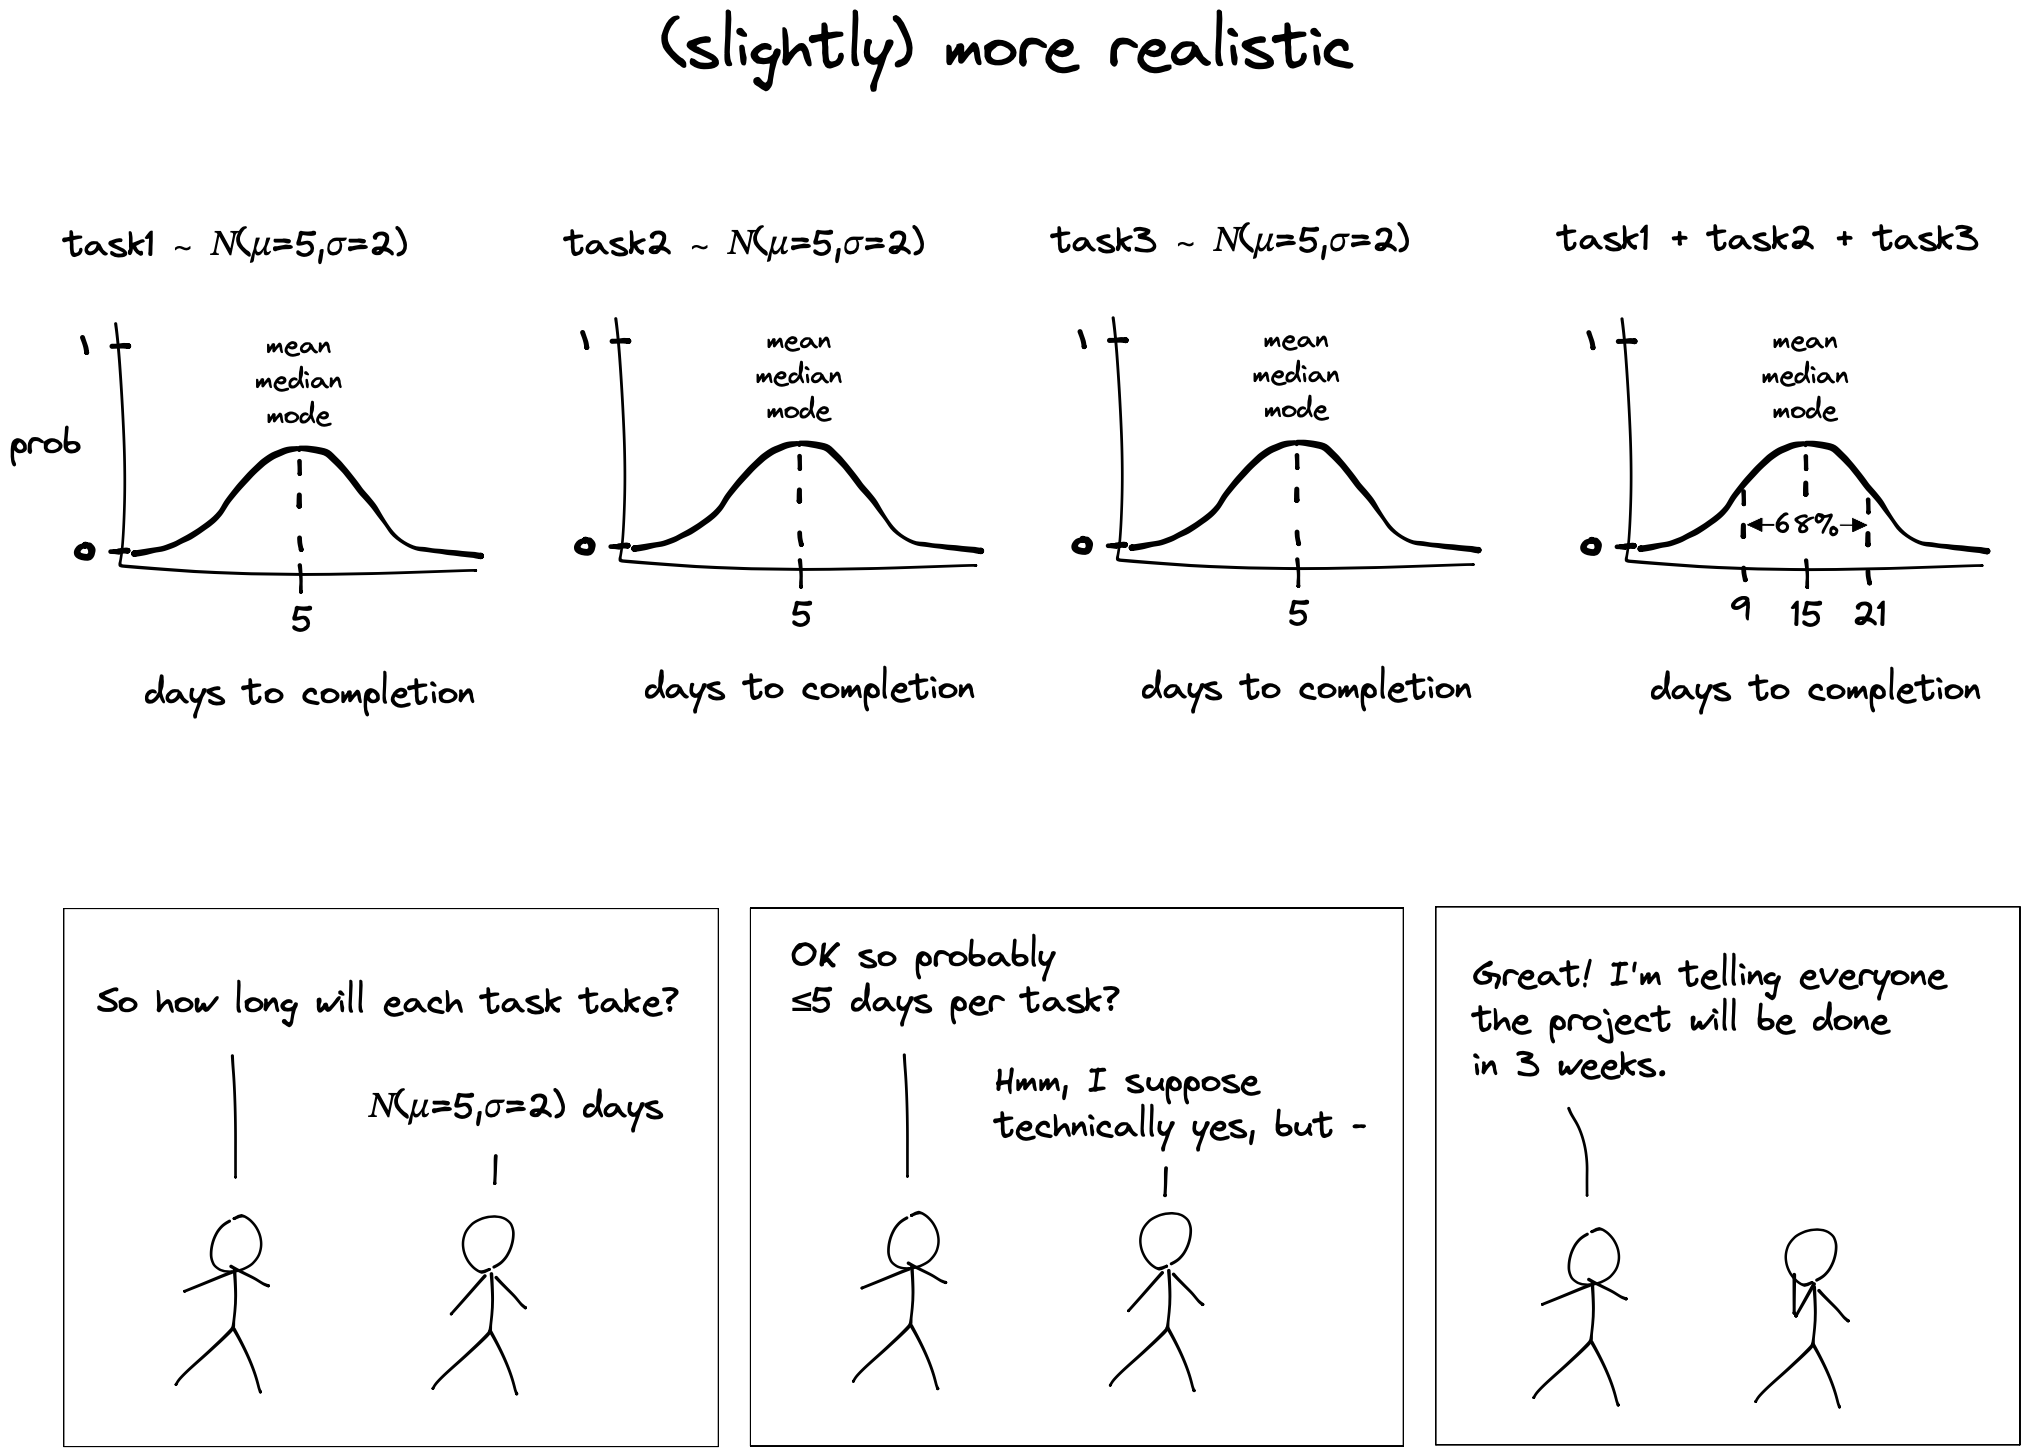 (slightly) more realistic
task1 ~ N(μ=5,σ=2)
task2 ~ N(μ=5,σ=2)
task3 ~ N(μ=5,σ=2)
task1 + task2 + task3
prob
1
mean
median
mode
0
5
days to completion
1
mean
median
mode
0
5
days to completion
1
mean
median
mode
0
5
days to completion
1
mean
median
mode
68%
0
9 15 21
days to completion
So how long will each task take?
N(μ=5,σ=2) days
OK so probably
≤5 days per task?
Hmm, I suppose
technically yes, but -
Great! I'm telling everyone
the project will be done
in 3 weeks.